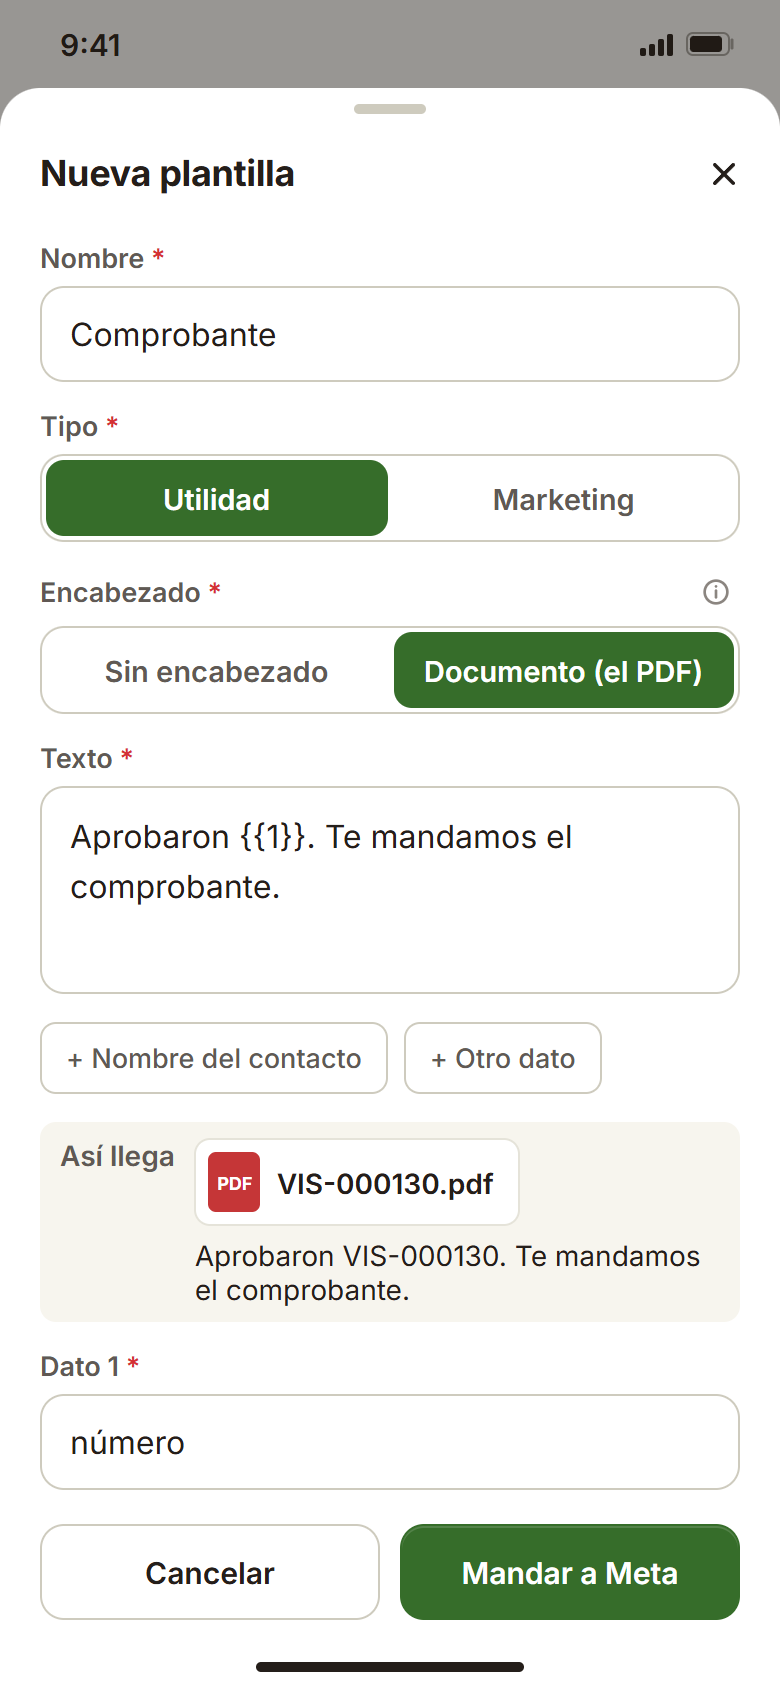 9:41
Nueva plantilla
Nombre *
Comprobante
Tipo *
Utilidad
Marketing
Encabezado *
Sin encabezado
Documento (el PDF)
Texto *
Aprobaron {{1}}. Te mandamos el
comprobante.
+ Nombre del contacto
+ Otro dato
Así llega
PDF
VIS-000130.pdf
Aprobaron VIS-000130. Te mandamos
el comprobante.
Dato 1 *
número
Cancelar
Mandar a Meta